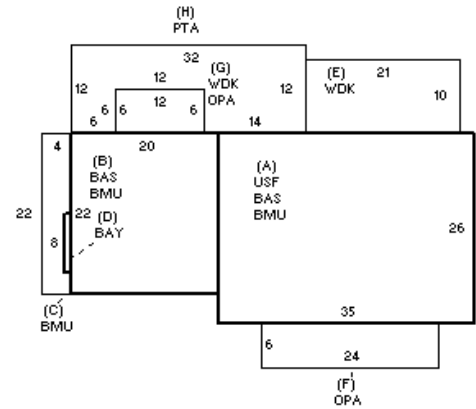 (H)
PTA
32
(G)
WDK
OPA
(E)
WDK
21
12
12
12
10
6
6
6
12
6
14
4
20
(B)
BAS
BMU
(A)
USF
BAS
BMU
22
22
(D)
BAY
8
26
(C)
BMU
35
6
24
(F)
OPA